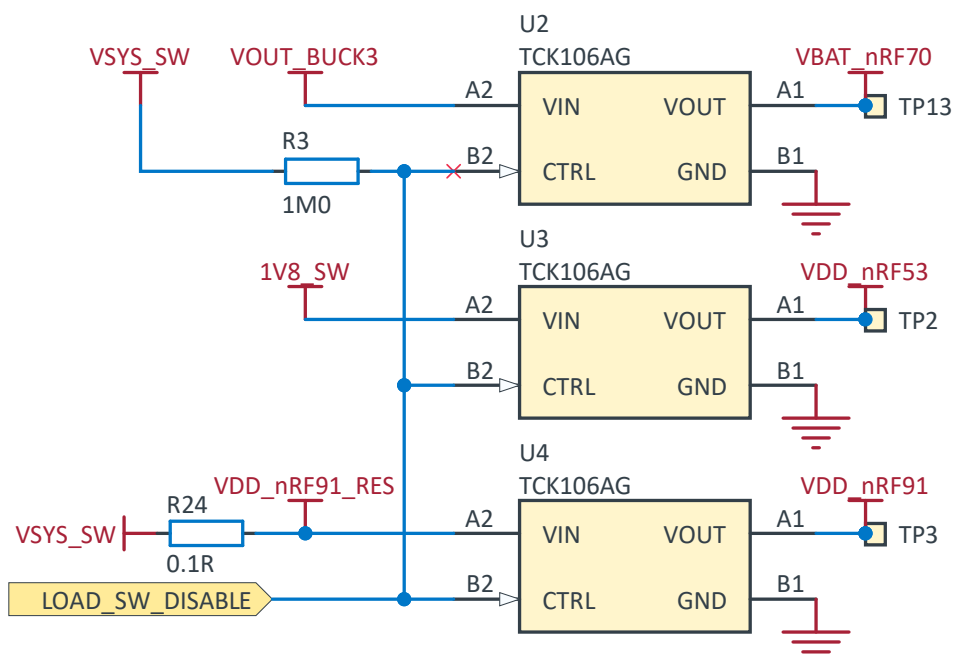 U2
VSYS_SW
VOUT_BUCK3
TCK106AG
VBAT_nRF70
A2
VIN
VOUT
A1
TP13
R3
B2
CTRL
GND
B1
1M0
U3
1V8_SW
TCK106AG
VDD_nRF53
A2
VIN
VOUT
A1
TP2
B2
CTRL
GND
B1
U4
VDD_nRF91_RES
TCK106AG
VDD_nRF91
R24
VSYS_SW
A2
VIN
VOUT
A1
TP3
0.1R
LOAD_SW_DISABLE
B2
CTRL
GND
B1